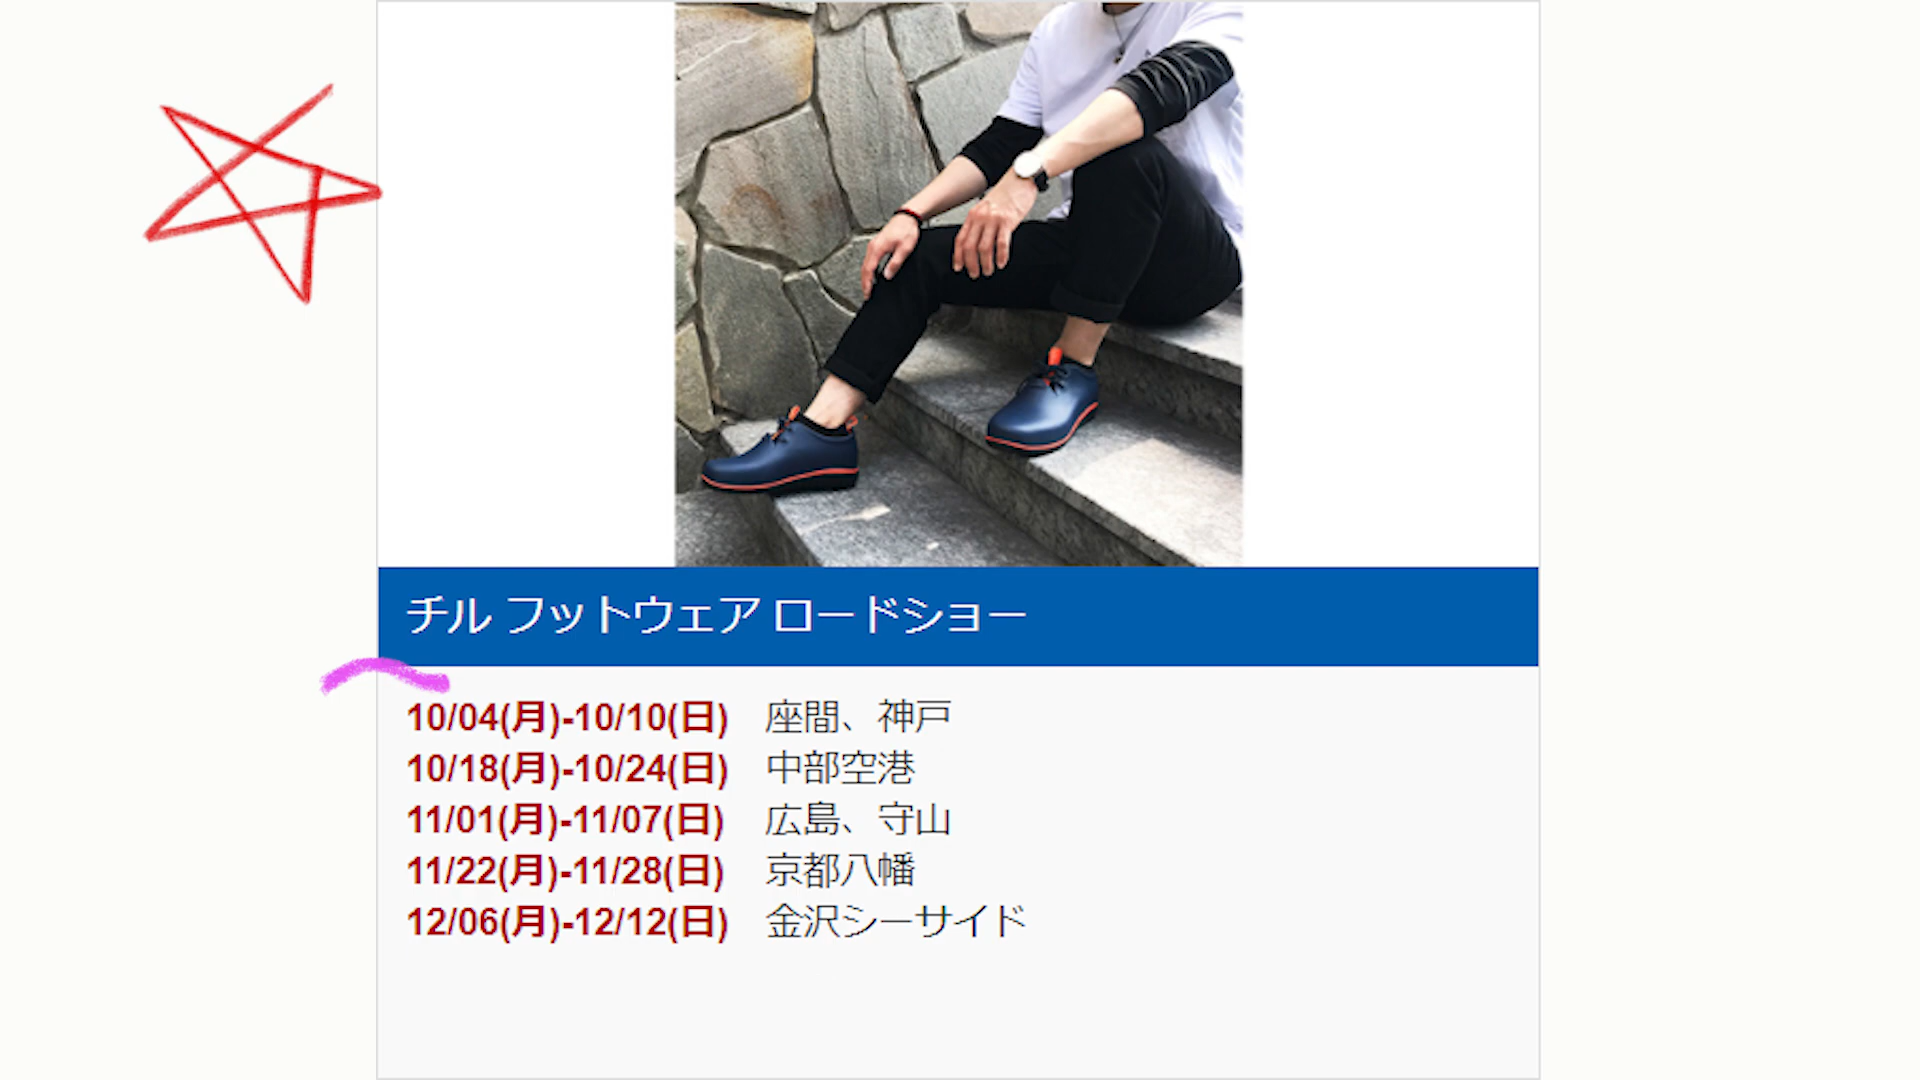 チル フットウェア ロードショー
10/04(月)-10/10(日)　座間、神戸
10/18(月)-10/24(日)　中部空港
11/01(月)-11/07(日)　広島、守山
11/22(月)-11/28(日)　京都八幡
12/06(月)-12/12(日)　金沢シーサイド